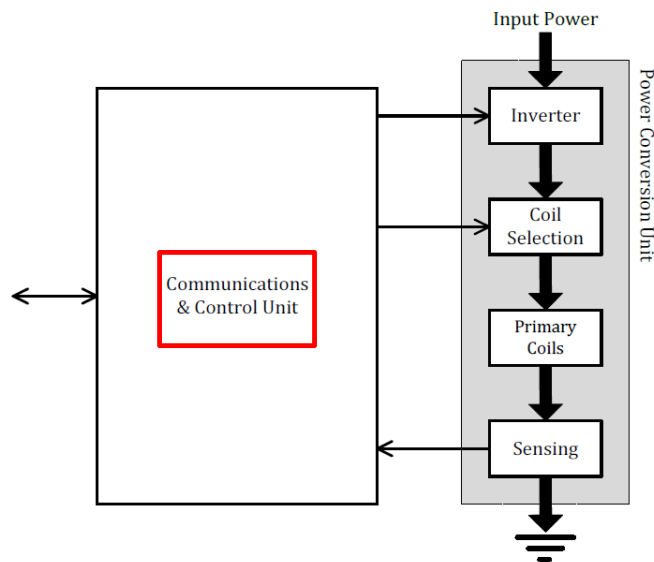 Input Power
Inverter
Coil
Selection
Primary
Coils
Sensing
Power Conversion Unit
Communications
& Control Unit